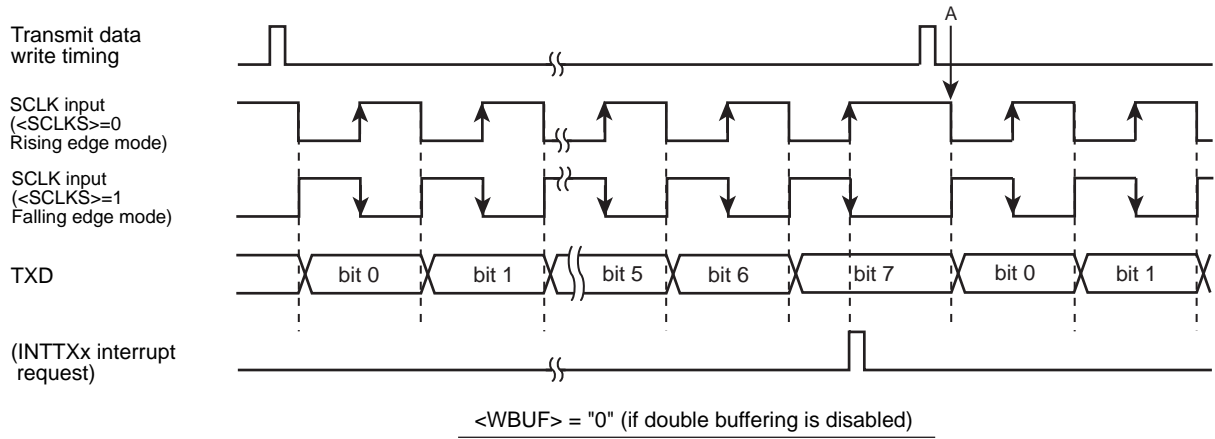 A
Transmit data
write timing
SCLK input
(<SCLKS>=0
Rising edge mode)
SCLK input
(<SCLKS>=1
Falling edge mode)
TXD
bit 0
bit 1
bit 5
bit 6
bit 7
bit 0
bit 1
(INTTXx interrupt
request)
<WBUF> = "0" (if double buffering is disabled)